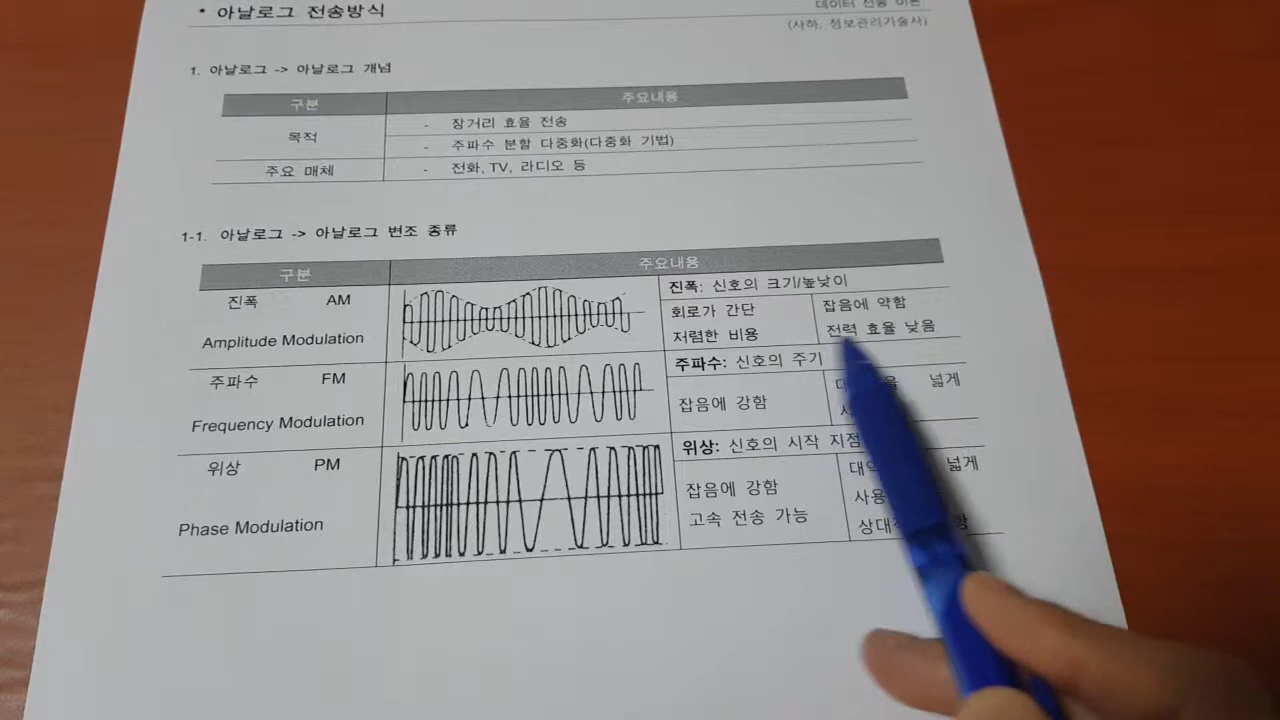 * 아날로그 전송방식
데이터 전송 이론
(사하, 정보관리기술사)
1. 아날로그 -> 아날로그 개념
구분 주요내용
목적 - 장거리 효율 전송
- 주파수 분할 다중화(다중화 기법)
주요 매체 - 전화, TV, 라디오 등
1-1. 아날로그 -> 아날로그 변조 종류
구분 주요내용
진폭 AM
Amplitude Modulation
진폭: 신호의 크기/높낮이
회로가 간단
저렴한 비용
잡음에 약함
전력 효율 낮음
주파수 FM
Frequency Modulation
주파수: 신호의 주기
잡음에 강함
넓게
위상 PM
Phase Modulation
위상: 신호의 시작 지점
잡음에 강함
고속 전송 가능
넓게
사용